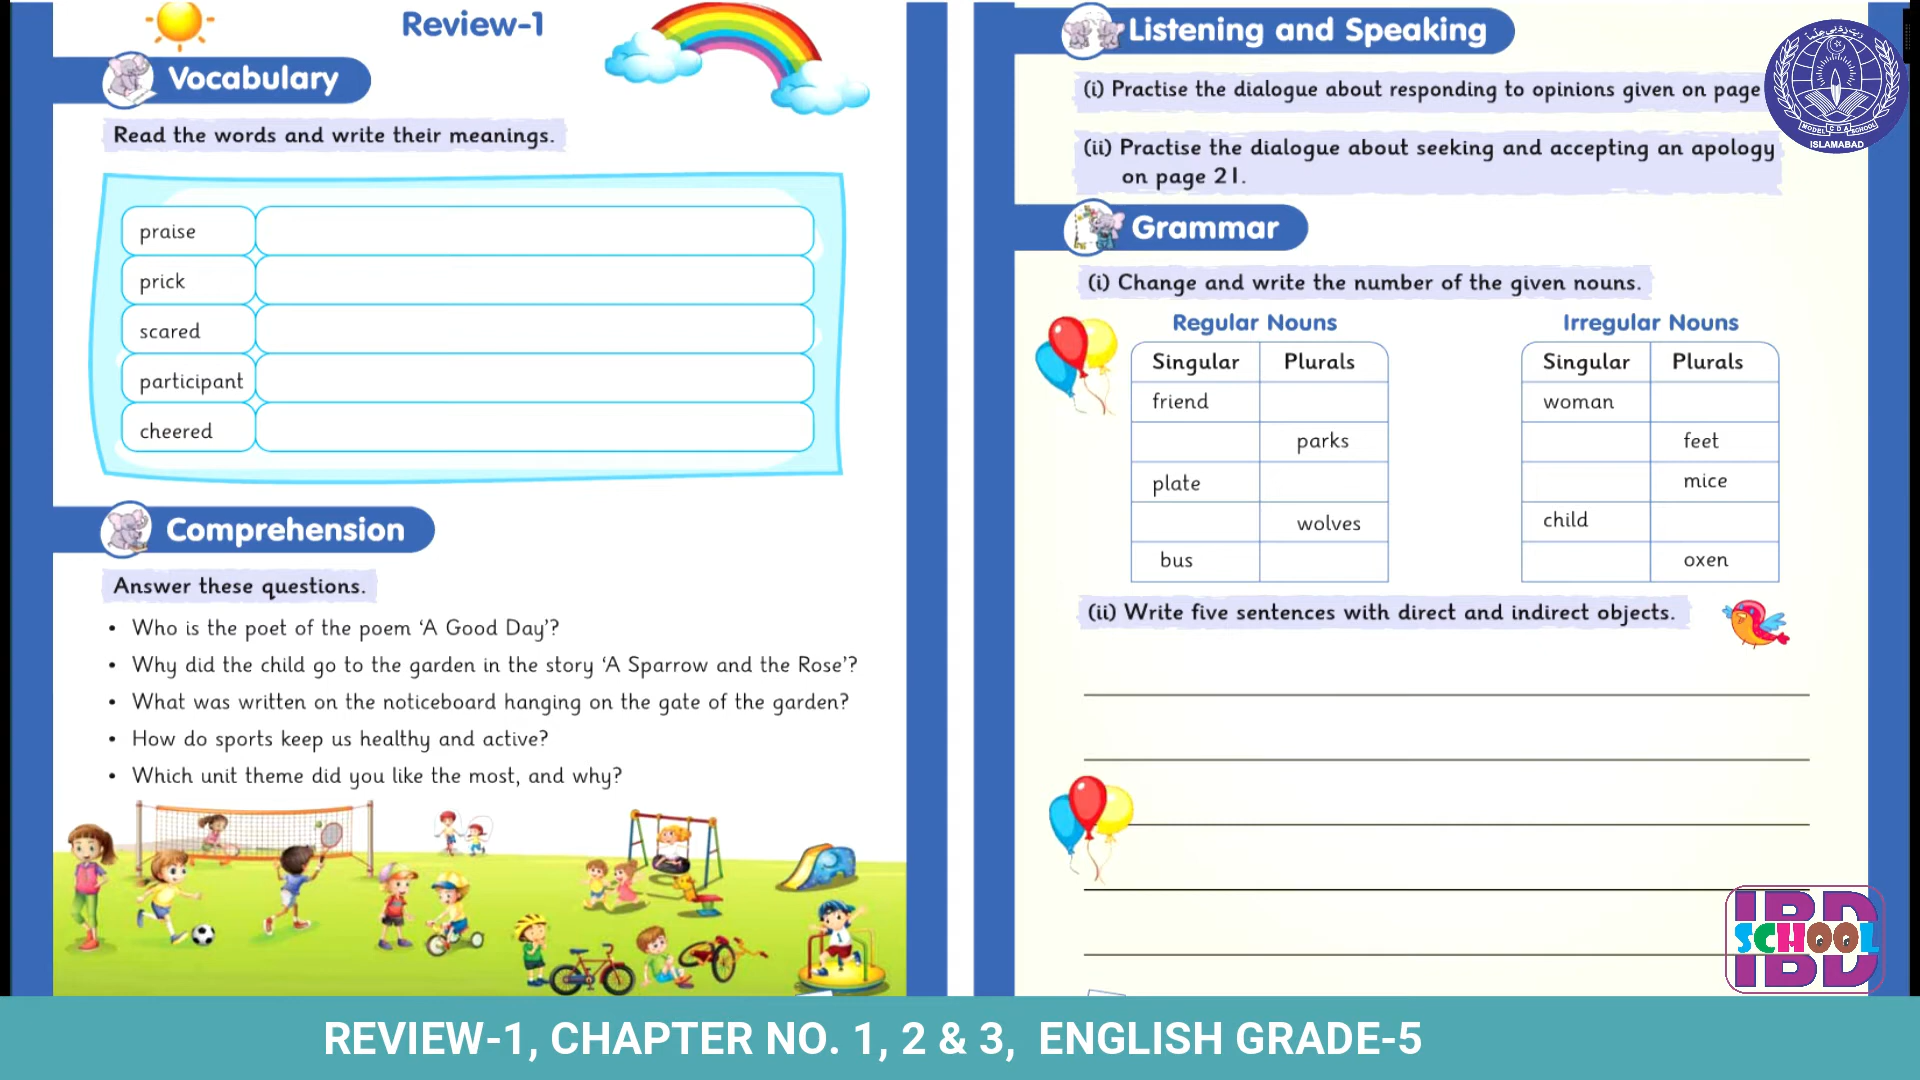 Review-1
Vocabulary
Read the words and write their meanings.
praise
prick
scared
participant
cheered
Comprehension
Answer these questions.
• Who is the poet of the poem ‘A Good Day’?
• Why did the child go to the garden in the story ‘A Sparrow and the Rose’?
• What was written on the noticeboard hanging on the gate of the garden?
• How do sports keep us healthy and active?
• Which unit theme did you like the most, and why?
Listening and Speaking
(i) Practise the dialogue about responding to opinions given on page
(ii) Practise the dialogue about seeking and accepting an apology
on page 21.
Grammar
(i) Change and write the number of the given nouns.
Regular Nouns
Singular Plurals
friend
parks
plate
wolves
bus
Irregular Nouns
Singular Plurals
woman
feet
mice
child
oxen
(ii) Write five sentences with direct and indirect objects.
MODEL CDA SCHOOL
ISLAMABAD
IBD
SCHOOL
IBD
REVIEW-1, CHAPTER NO. 1, 2 & 3, ENGLISH GRADE-5